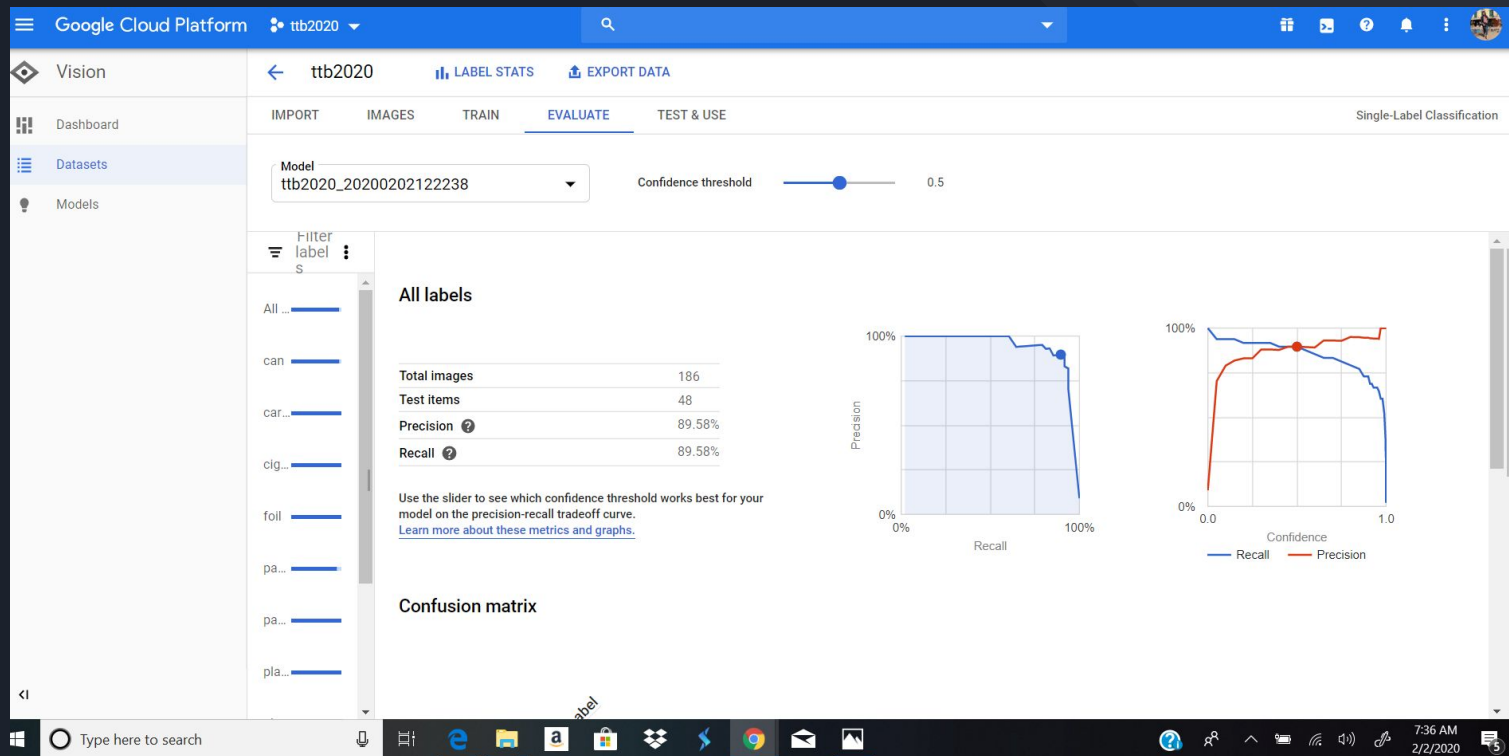 Google Cloud Platform ttb2020
Vision
ttb2020 LABEL STATS EXPORT DATA
Dashboard
Datasets
Models
IMPORT IMAGES TRAIN EVALUATE TEST & USE Single-Label Classification
Model
ttb2020_20200202122238
Confidence threshold 0.5
Filter
label
s
All ...
can
car...
cig...
foil
pa...
pa...
pla...
All labels
Total images 186
Test items 48
Precision 89.58%
Recall 89.58%
Use the slider to see which confidence threshold works best for your
model on the precision-recall tradeoff curve.
Learn more about these metrics and graphs.
100%
Precision
0%
0% 100%
Recall
100%
0%
0.0 1.0
Confidence
Recall Precision
Confusion matrix
Type here to search
a
7:36 AM
2/2/2020